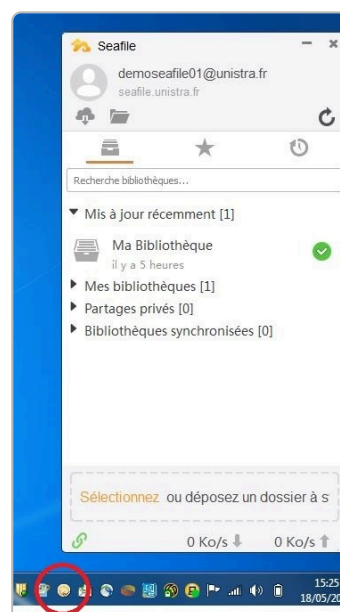 Seafile
demoseafile01@unistra.fr
seafile.unistra.fr
Recherche bibliothèques...
Mis à jour récemment [1]
Ma Bibliothèque
il y a 5 heures
Mes bibliothèques [1]
Partages privés [0]
Bibliothèques synchronisées [0]
Sélectionnez ou déposez un dossier à s
0 Ko/s 0 Ko/s
15:25
18/05/20